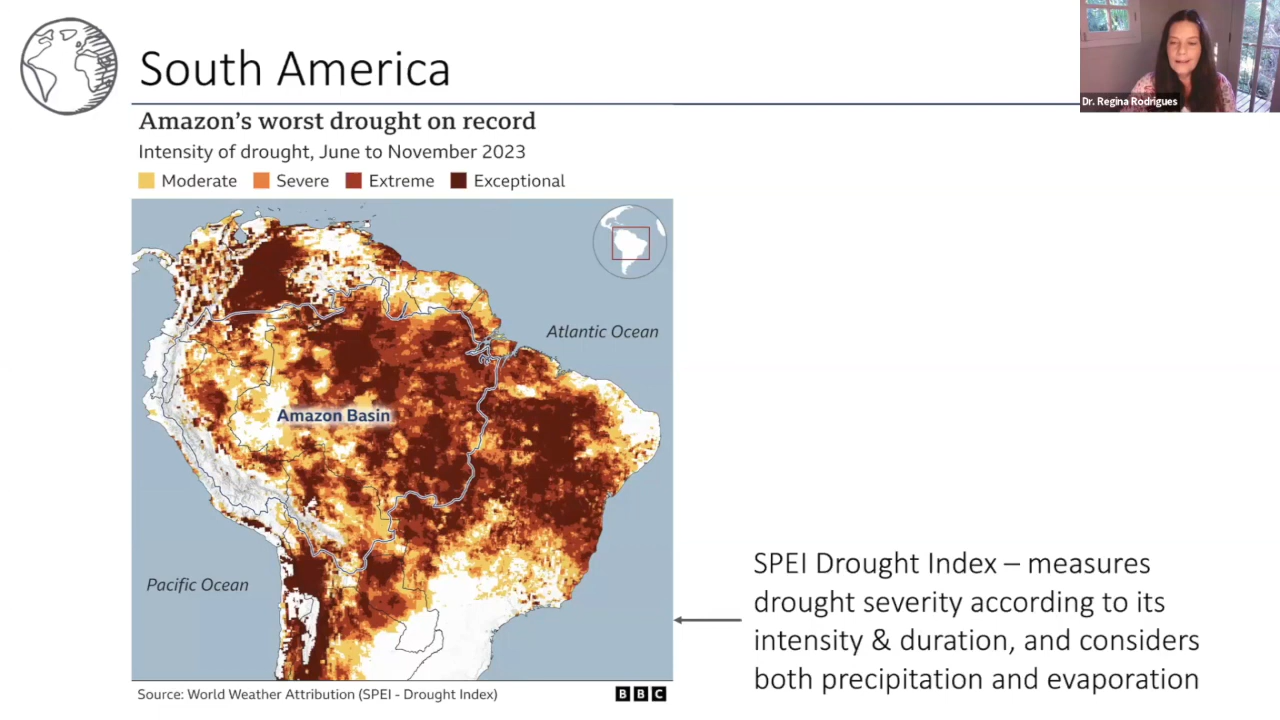 South America
Dr. Regina Rodrigues
Amazon's worst drought on record
Intensity of drought, June to November 2023
Moderate Severe Extreme Exceptional
Atlantic Ocean
Amazon Basin
Pacific Ocean
SPEI Drought Index – measures
drought severity according to its
intensity & duration, and considers
both precipitation and evaporation
Source: World Weather Attribution (SPEI - Drought Index)
BBC